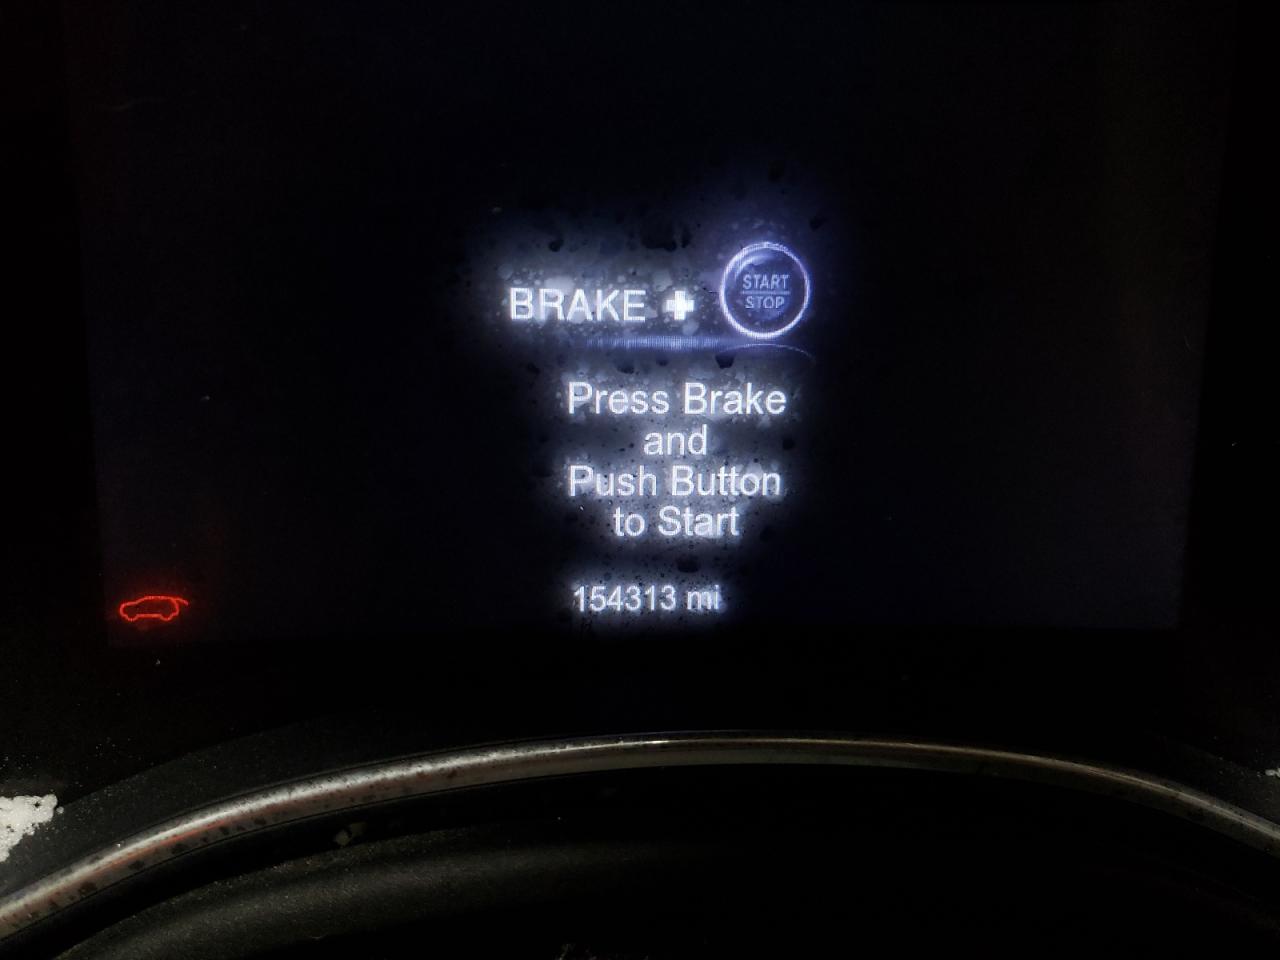 BRAKE +
START
STOP
Press Brake
and
Push Button
to Start
154313 mi